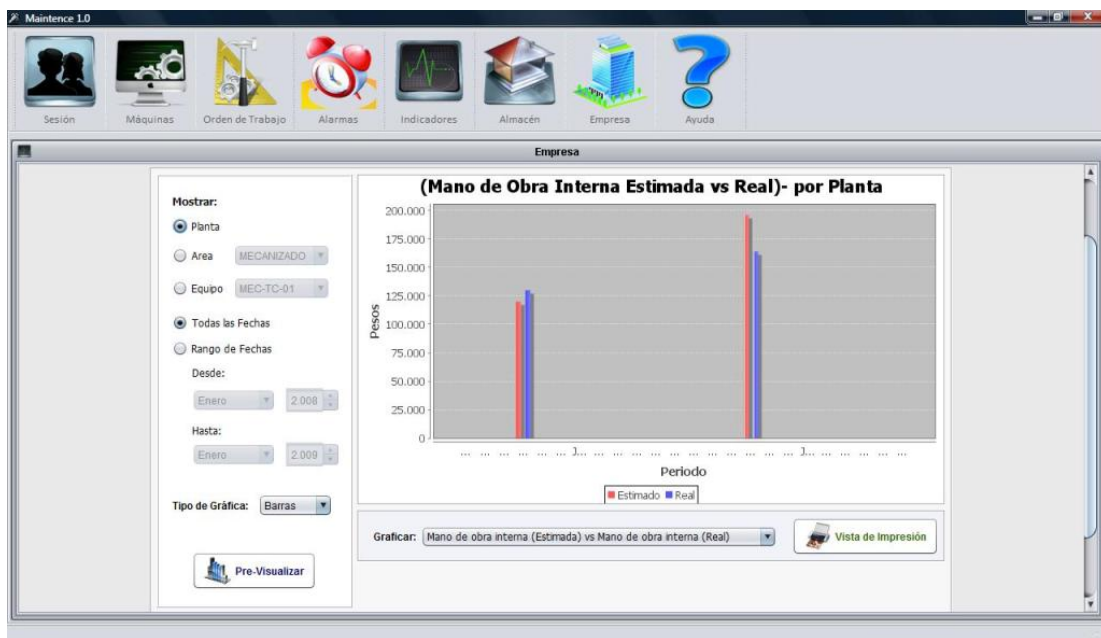 Maintence 1.0
Sesión Máquinas Orden de Trabajo Alarmas Indicadores Almacén Empresa Ayuda
Empresa
Mostrar:
Planta
Area MECANIZADO
Equipo MEC-TC-01
Todas las Fechas
Rango de Fechas
Desde:
Enero 2.008
Hasta:
Enero 2.009
Tipo de Gráfica: Barras
Pre-Visualizar
(Mano de Obra Interna Estimada vs Real)- por Planta
Pesos
200.000
175.000
150.000
125.000
100.000
75.000
50.000
25.000
0
... ... ... ... ... ... J... ... ... ... ... ... ... ... ... ... ... ... J... ... ... ... ... ...
Periodo
Estimado Real
Graficar: Mano de obra interna (Estimada) vs Mano de obra interna (Real)
Vista de Impresión